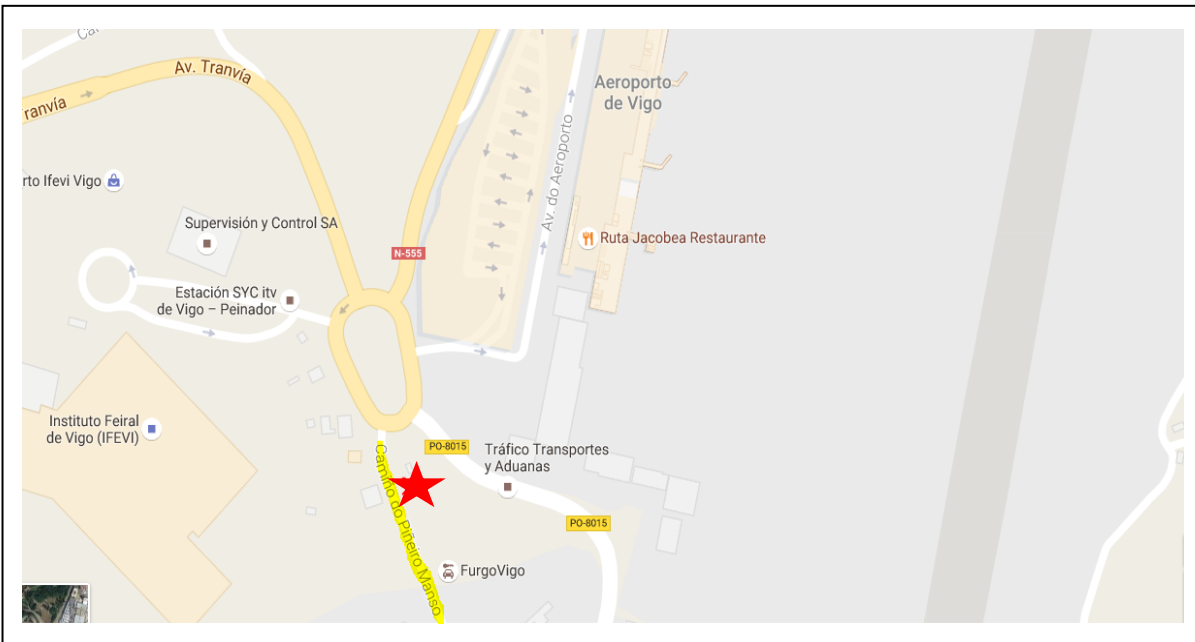 Av. Tranvía
ranvía
Aeroporto
de Vigo
rto Ifevi Vigo
Av. do Aeroporto
Supervisión y Control SA
Ruta Jacobea Restaurante
N-555
Estación SYC itv
de Vigo – Peinador
Instituto Feiral
de Vigo (IFEVI)
PO-8015
Tráfico Transportes
y Aduanas
Camino do Piñeiro Manso
PO-8015
FurgoVigo